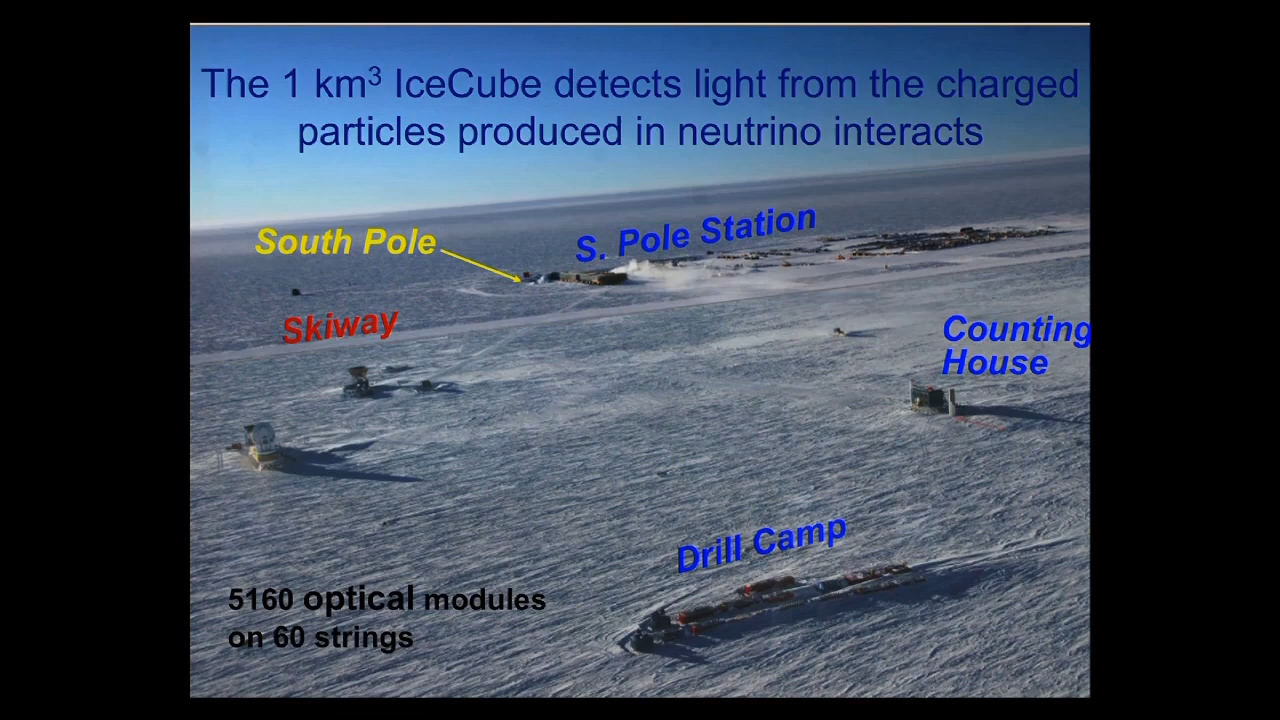 The 1 km³ IceCube detects light from the charged
particles produced in neutrino interacts
S. Pole Station
South Pole
Skiway
Counting
House
Drill Camp
5160 optical modules
on 60 strings